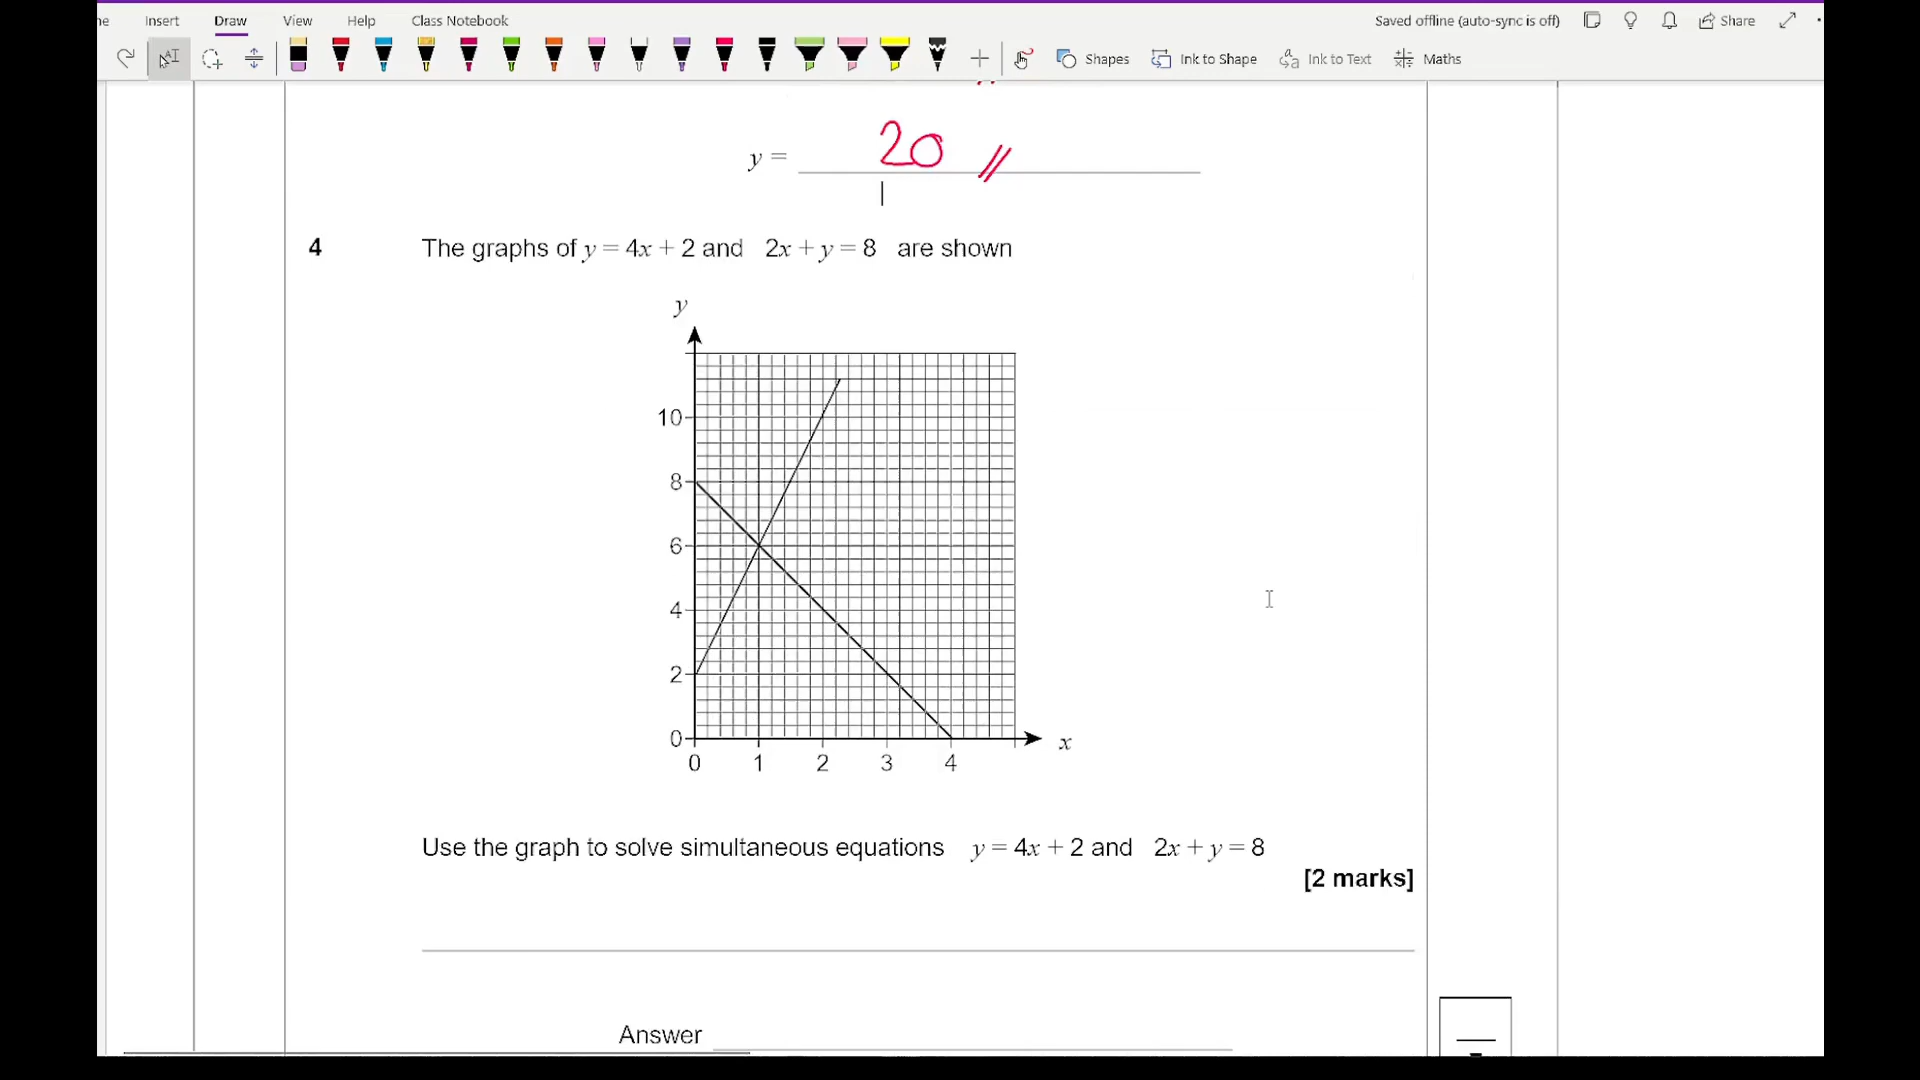 ne Insert Draw View Help Class Notebook Saved offline (auto-sync is off) Share
Shapes Ink to Shape Ink to Text Maths
y = 20
4 The graphs of y = 4x + 2 and 2x + y = 8 are shown
y
10
8
6
4
2
0
x
0 1 2 3 4
Use the graph to solve simultaneous equations y = 4x + 2 and 2x + y = 8
[2 marks]
Answer